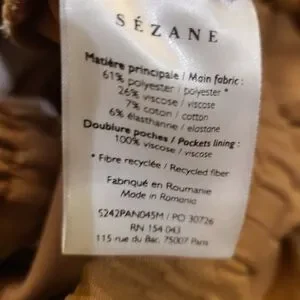 SÉZANE
Matière principale / Main fabric :
61% polyester / polyester *
26% viscose / viscose
7% coton / cotton
6% élasthanne / elastane
Doublure poches / Pockets lining :
100% viscose / viscose
* Fibre recyclée / Recycled fiber
Fabriqué en Roumanie
Made in Romania
S242PAN045M / PO 30726
RN 154 043
115 rue du Bac, 75007 Paris